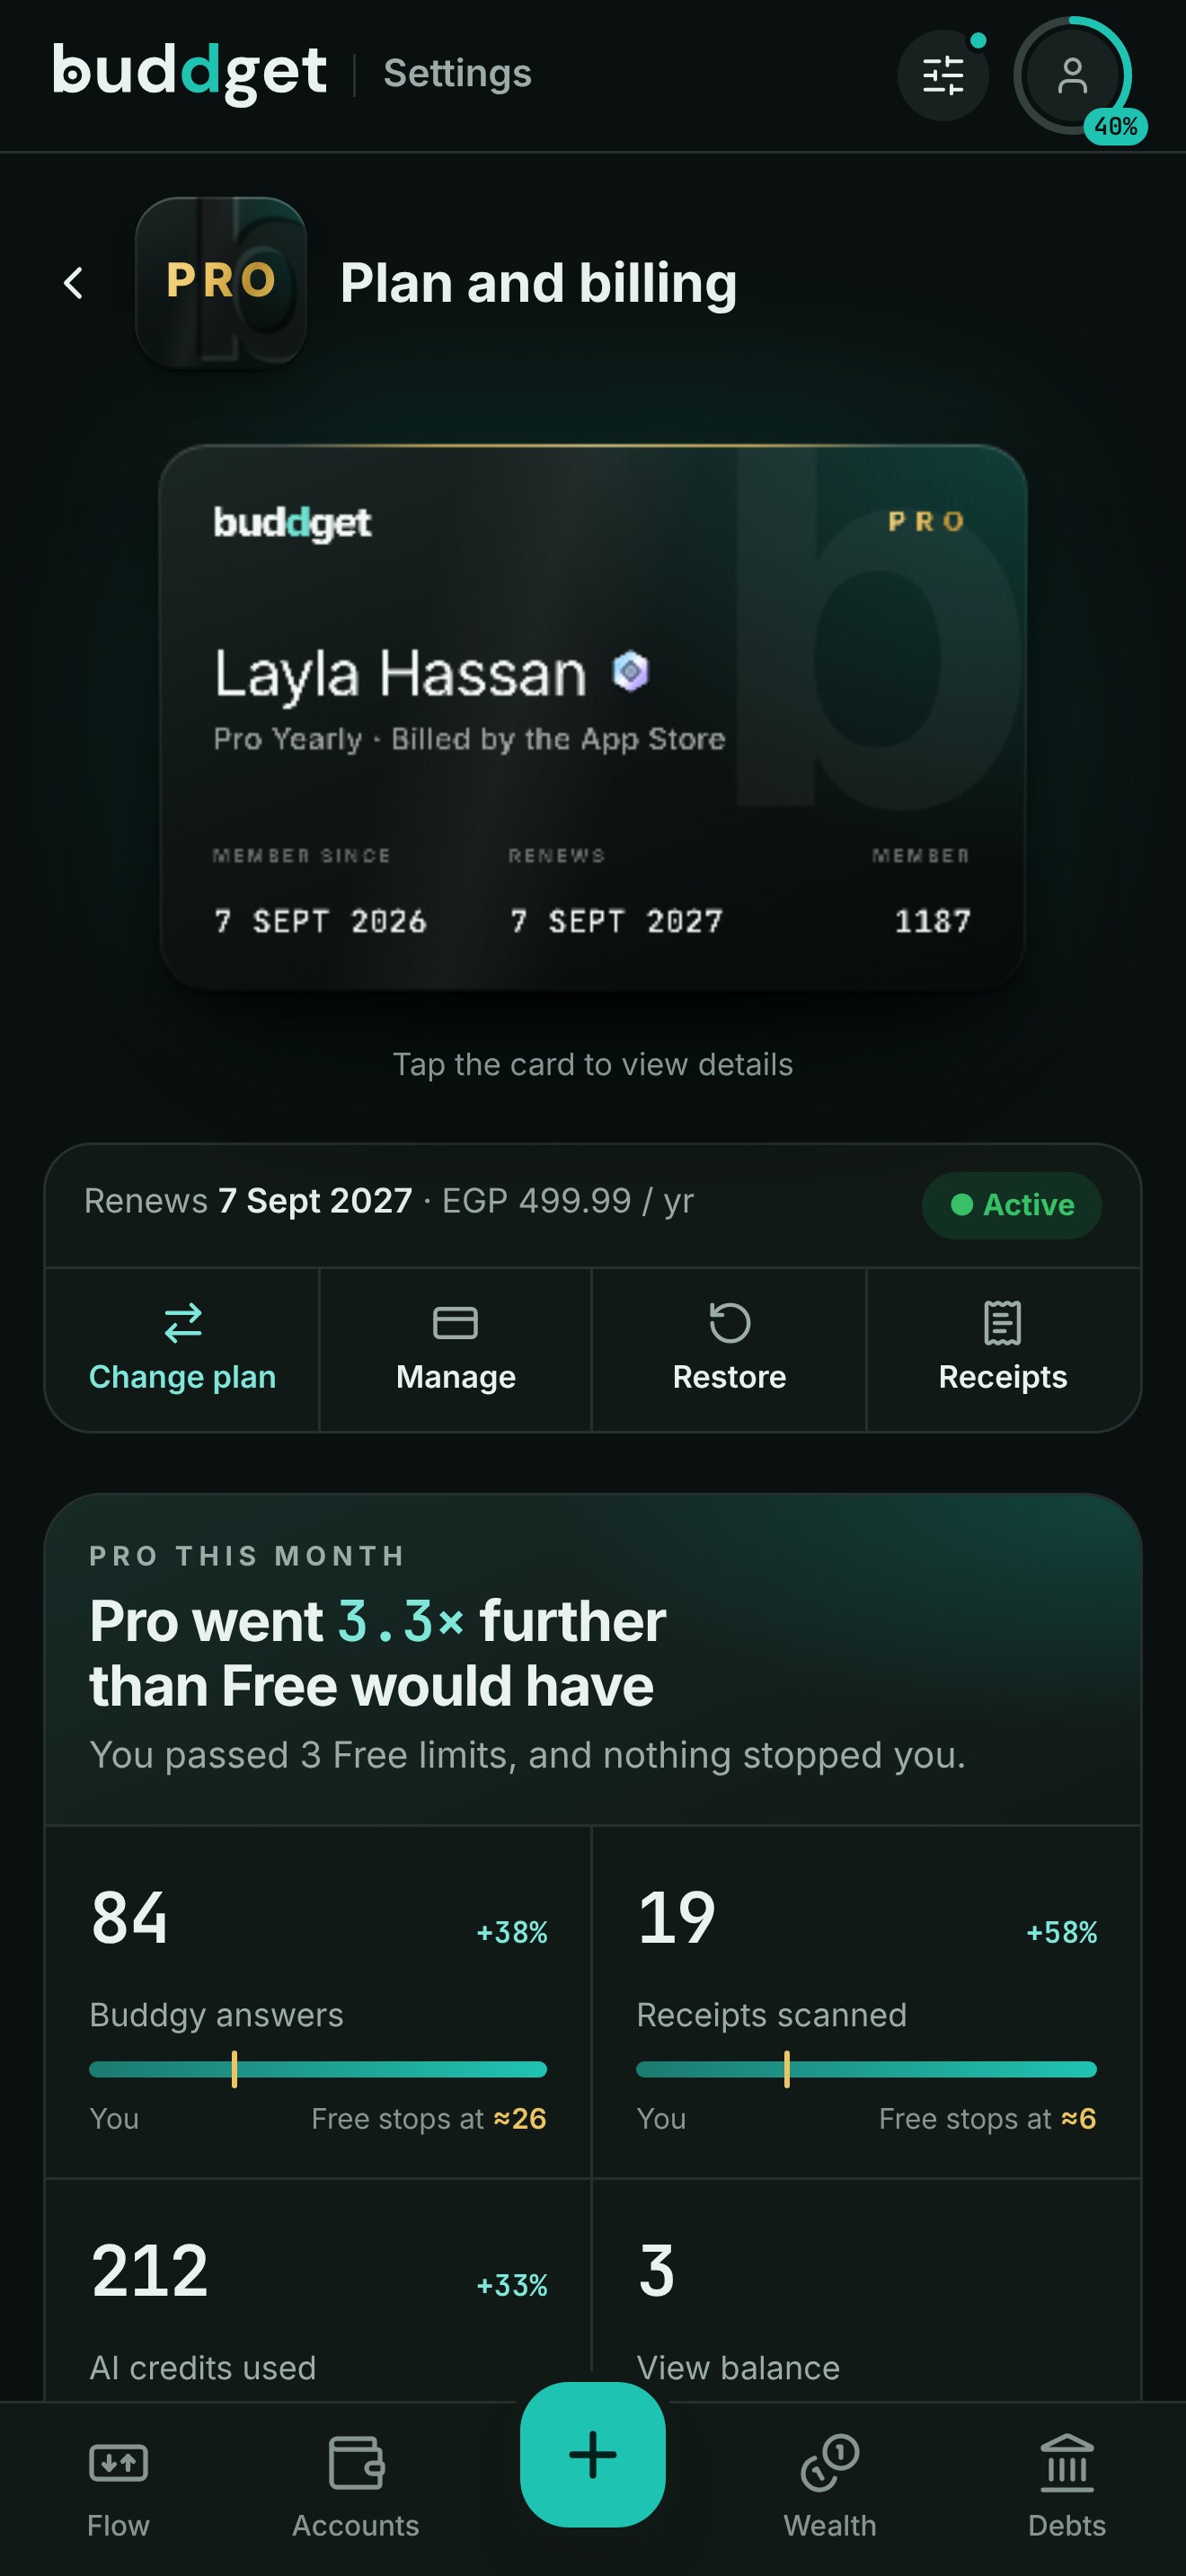 buddget | Settings
40%
PRO
Plan and billing
buddget
PRO
Layla Hassan
Pro Yearly · Billed by the App Store
MEMBER SINCE RENEWS MEMBER
7 SEPT 2026 7 SEPT 2027 1187
Tap the card to view details
Renews 7 Sept 2027 · EGP 499.99 / yr
Active
Change plan Manage Restore Receipts
PRO THIS MONTH
Pro went 3.3× further
than Free would have
You passed 3 Free limits, and nothing stopped you.
84 +38%
Buddgy answers
You Free stops at ≈26
19 +58%
Receipts scanned
You Free stops at ≈6
212 +33%
AI credits used
3
View balance
Flow Accounts Wealth Debts